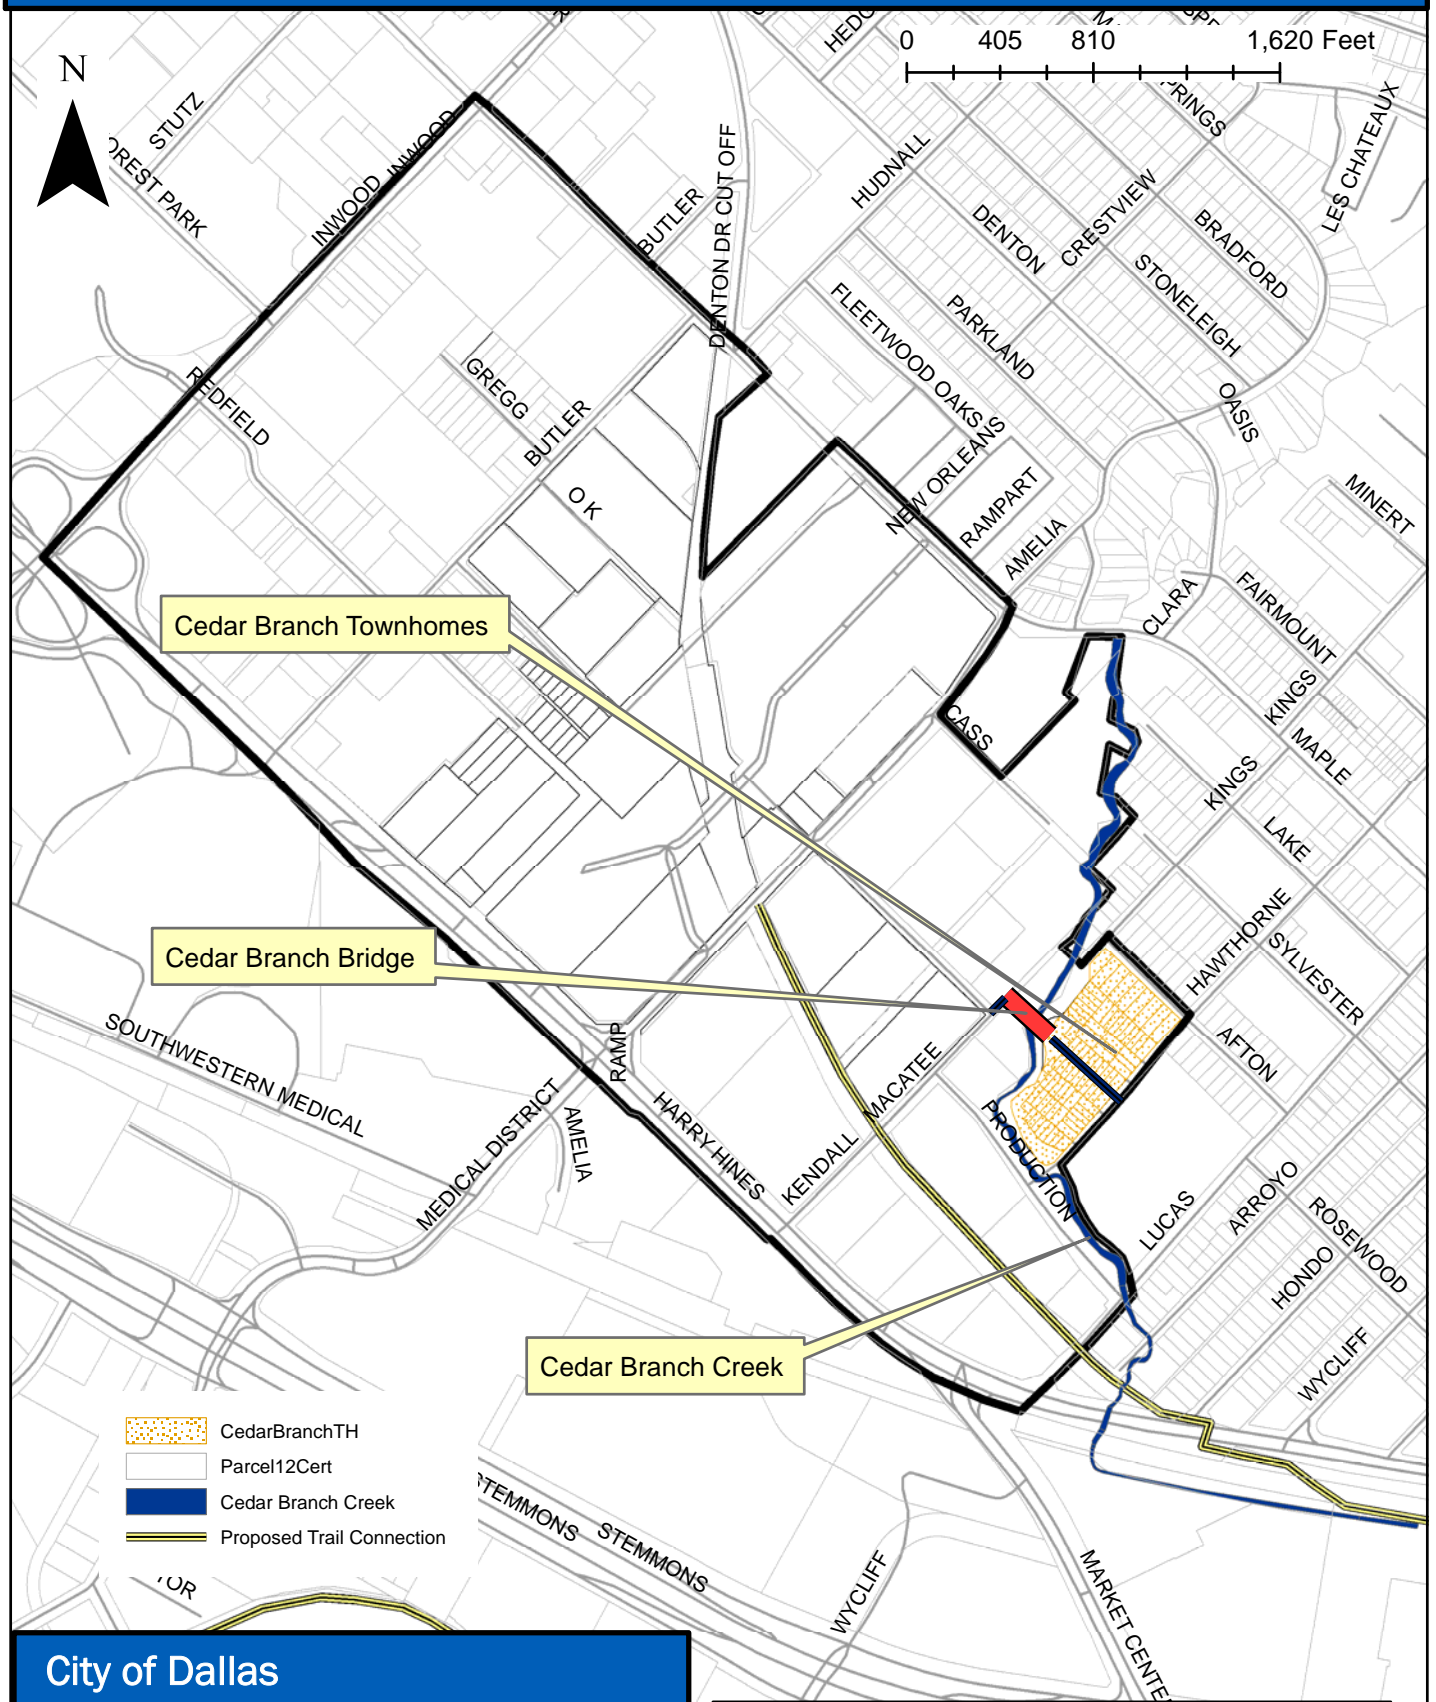 N
0 405 810 1,620 Feet
STUTZ
INWOOD
INWOOD
BUTLER
DENTON DR CUT OFF
HUDNALL
DENTON
CRESTVIEW
BRADFORD
LES CHATEAUX
STONELEIGH
FLEETWOOD OAKS
PARKLAND
OASIS
REDFIELD
GREGG
BUTLER
O K
NEW ORLEANS
RAMPART
AMELIA
MINERT
CLARA
FAIRMOUNT
Cedar Branch Townhomes
KINGS
CASS
MAPLE
KINGS
LAKE
HAWTHORNE
SYLVESTER
Cedar Branch Bridge
AFTON
SOUTHWESTERN MEDICAL
RAMP
MEDICAL DISTRICT
AMELIA
HARRY HINES
MACATEE
KENDALL
PRODUCTION
LUCAS
ARROYO
ROSEWOOD
HONDO
WYCLIFF
Cedar Branch Creek
CedarBranchTH
Parcel12Cert
Cedar Branch Creek
Proposed Trail Connection
STEMMONS
STEMMONS
WYCLIFF
MARKET CENTER
City of Dallas